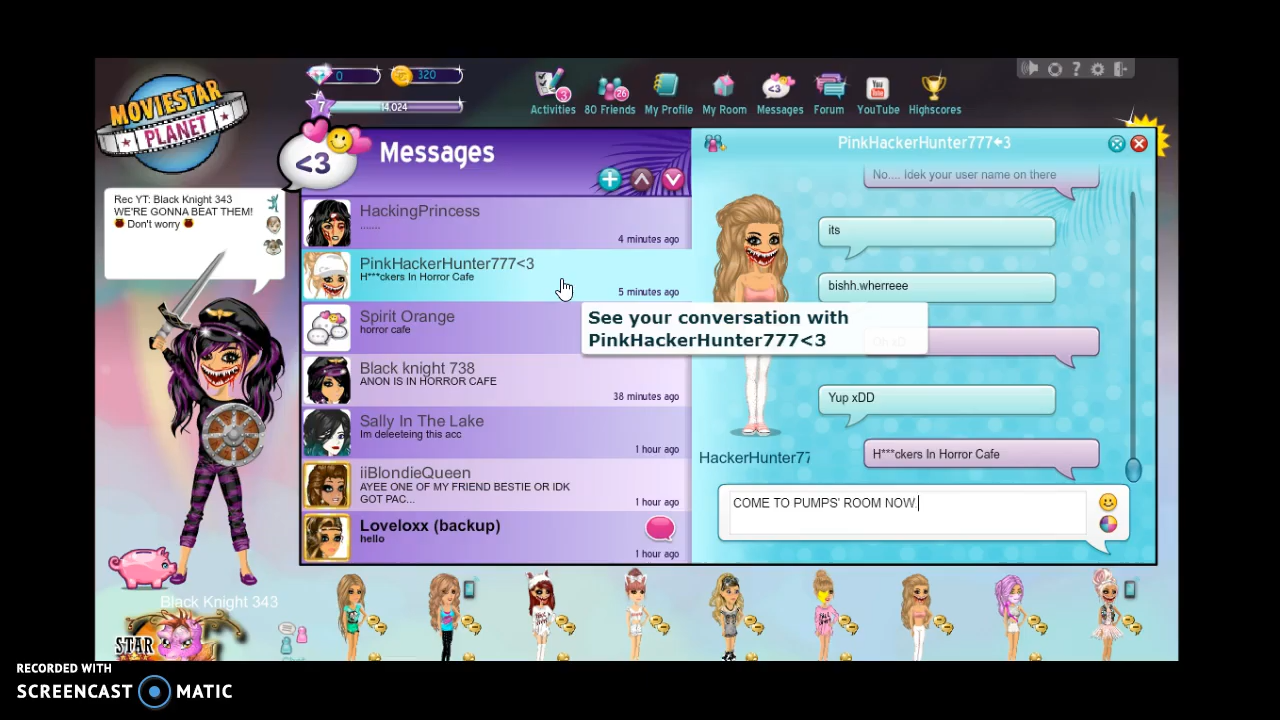 MOVIESTAR
PLANET
0
320
7
14.024
Activities
3
80 Friends
26
My Profile
My Room
<3
Messages
Forum
You
Tube
YouTube
Highscores
?
Rec YT: Black Knight 343
WE'RE GONNA BEAT THEM!
Don't worry
<3
Messages
HackingPrincess
.......
4 minutes ago
PinkHackerHunter777<3
H***ckers In Horror Cafe
5 minutes ago
Spirit Orange
horror cafe
Black knight 738
ANON IS IN HORROR CAFE
38 minutes ago
Sally In The Lake
Im deleeteing this acc
1 hour ago
iiBlondieQueen
AYEE ONE OF MY FRIEND BESTIE OR IDK
GOT PAC...
1 hour ago
Loveloxx (backup)
hello
1 hour ago
See your conversation with
PinkHackerHunter777<3
PinkHackerHunter777<3
No.... Idek your user name on there
its
bishh.wherreee
Yup xDD
H***ckers In Horror Cafe
HackerHunter77
COME TO PUMPS' ROOM NOW.
Black Knight 343
STAR
RECORDED WITH
SCREENCAST MATIC